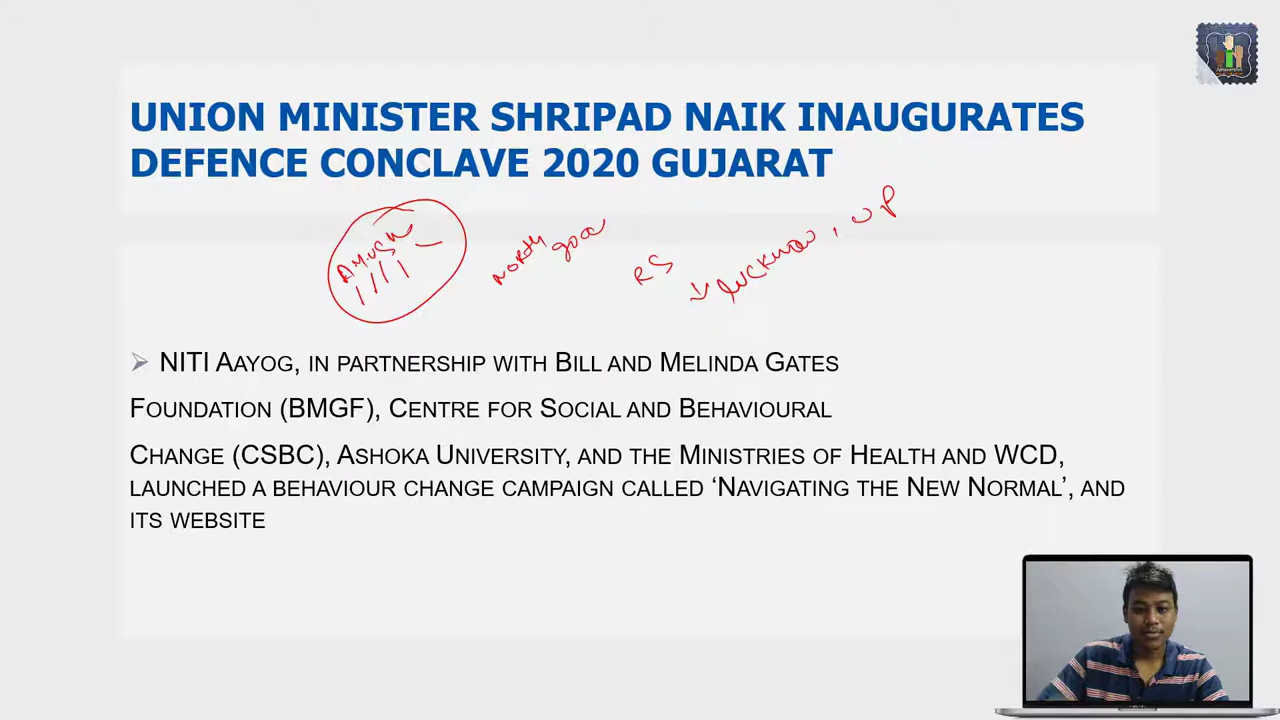 UNION MINISTER SHRIPAD NAIK INAUGURATES
DEFENCE CONCLAVE 2020 GUJARAT
AYUSH
NORTH goa
RS
LUCKNOW, UP
➢ NITI AAYOG, IN PARTNERSHIP WITH BILL AND MELINDA GATES
FOUNDATION (BMGF), CENTRE FOR SOCIAL AND BEHAVIOURAL
CHANGE (CSBC), ASHOKA UNIVERSITY, AND THE MINISTRIES OF HEALTH AND WCD,
LAUNCHED A BEHAVIOUR CHANGE CAMPAIGN CALLED ‘NAVIGATING THE NEW NORMAL’, AND
ITS WEBSITE